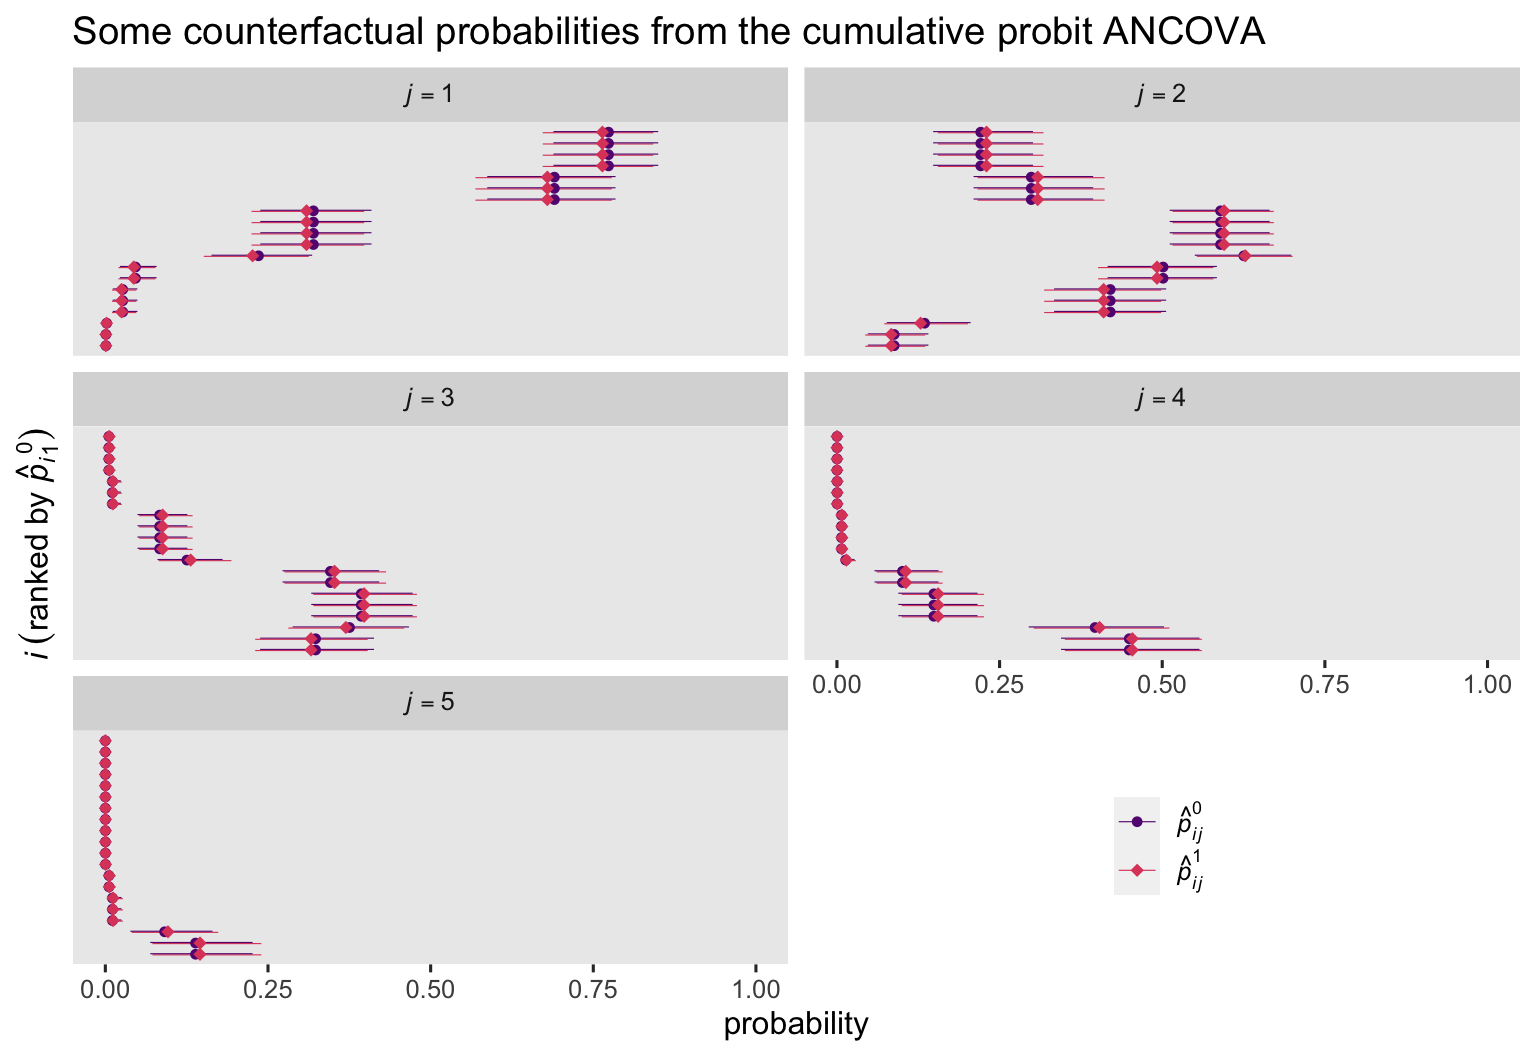 Some counterfactual probabilities from the cumulative probit ANCOVA
j = 1
j = 2
j = 3
j = 4
0.00 0.25 0.50 0.75 1.00
j = 5
0.00 0.25 0.50 0.75 1.00
probability
i (ranked by p̂⁰ᵢ₁)
p̂⁰ᵢⱼ
p̂¹ᵢⱼ